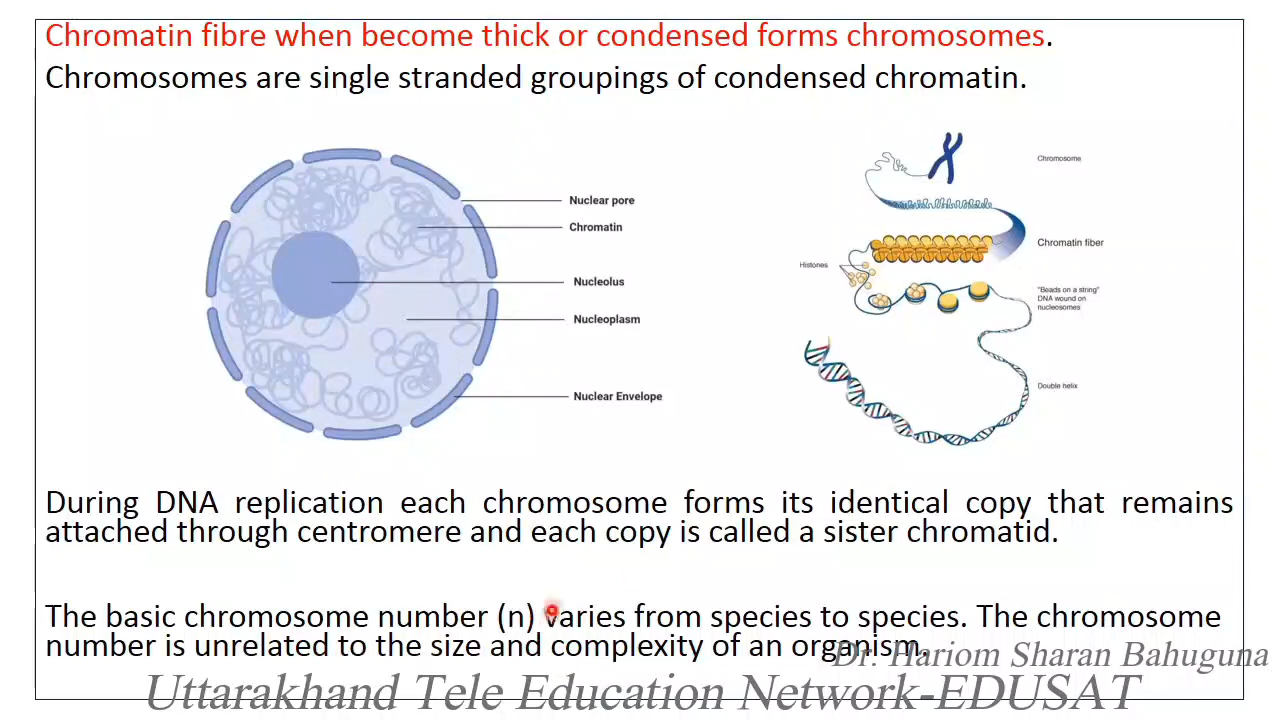 Chromatin fibre when become thick or condensed forms chromosomes.
Chromosomes are single stranded groupings of condensed chromatin.
Nuclear pore
Chromatin
Nucleolus
Nucleoplasm
Nuclear Envelope
Chromosome
Chromatin fiber
Histones
"Beads on a string"
DNA wound on
nucleosomes
Double helix
During DNA replication each chromosome forms its identical copy that remains
attached through centromere and each copy is called a sister chromatid.
The basic chromosome number (n) varies from species to species. The chromosome
number is unrelated to the size and complexity of an organism.
Dr. Hariom Sharan Bahuguna
Uttarakhand Tele Education Network-EDUSAT